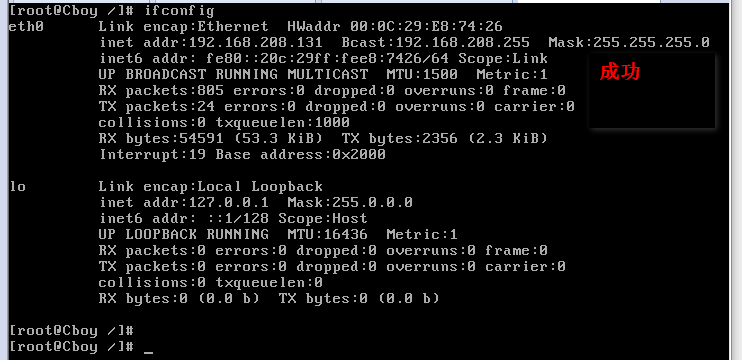 [root@Cboy /]# ifconfig
eth0      Link encap:Ethernet  HWaddr 00:0C:29:E8:74:26
          inet addr:192.168.208.131  Bcast:192.168.208.255  Mask:255.255.255.0
          inet6 addr: fe80::20c:29ff:fee8:7426/64 Scope:Link
          UP BROADCAST RUNNING MULTICAST  MTU:1500  Metric:1
成功
          RX packets:805 errors:0 dropped:0 overruns:0 frame:0
          TX packets:24 errors:0 dropped:0 overruns:0 carrier:0
          collisions:0 txqueuelen:1000
          RX bytes:54591 (53.3 KiB)  TX bytes:2356 (2.3 KiB)
          Interrupt:19 Base address:0x2000
lo        Link encap:Local Loopback
          inet addr:127.0.0.1  Mask:255.0.0.0
          inet6 addr: ::1/128 Scope:Host
          UP LOOPBACK RUNNING  MTU:16436  Metric:1
          RX packets:0 errors:0 dropped:0 overruns:0 frame:0
          TX packets:0 errors:0 dropped:0 overruns:0 carrier:0
          collisions:0 txqueuelen:0
          RX bytes:0 (0.0 b)  TX bytes:0 (0.0 b)
[root@Cboy /]#
[root@Cboy /]# _